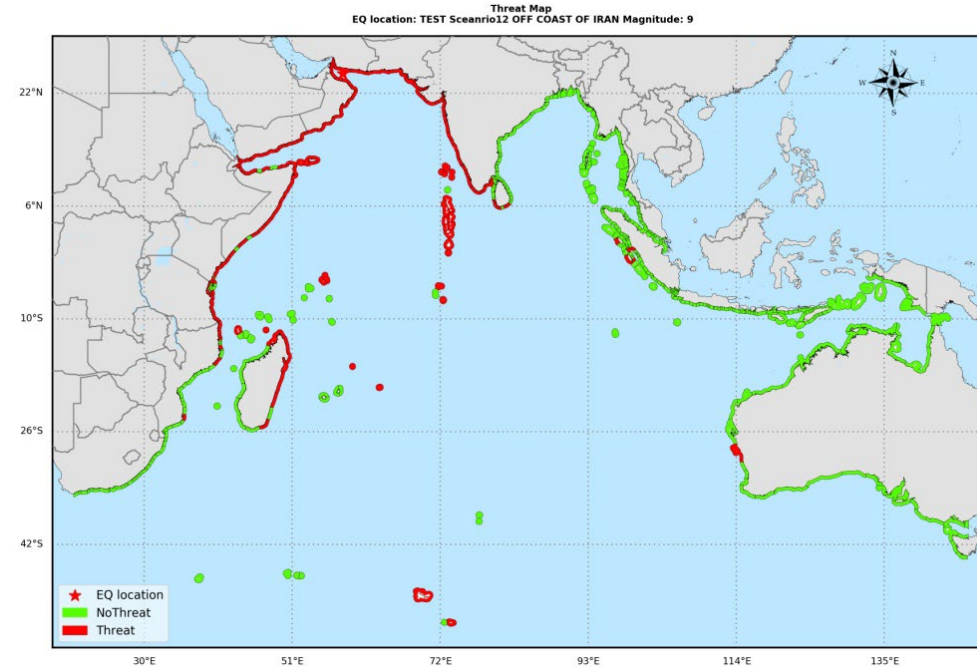 Threat Map
EQ location: TEST Sceanrio12 OFF COAST OF IRAN Magnitude: 9
N
W
E
S
22°N
6°N
10°S
26°S
42°S
EQ location
NoThreat
Threat
30°E
51°E
72°E
93°E
114°E
135°E